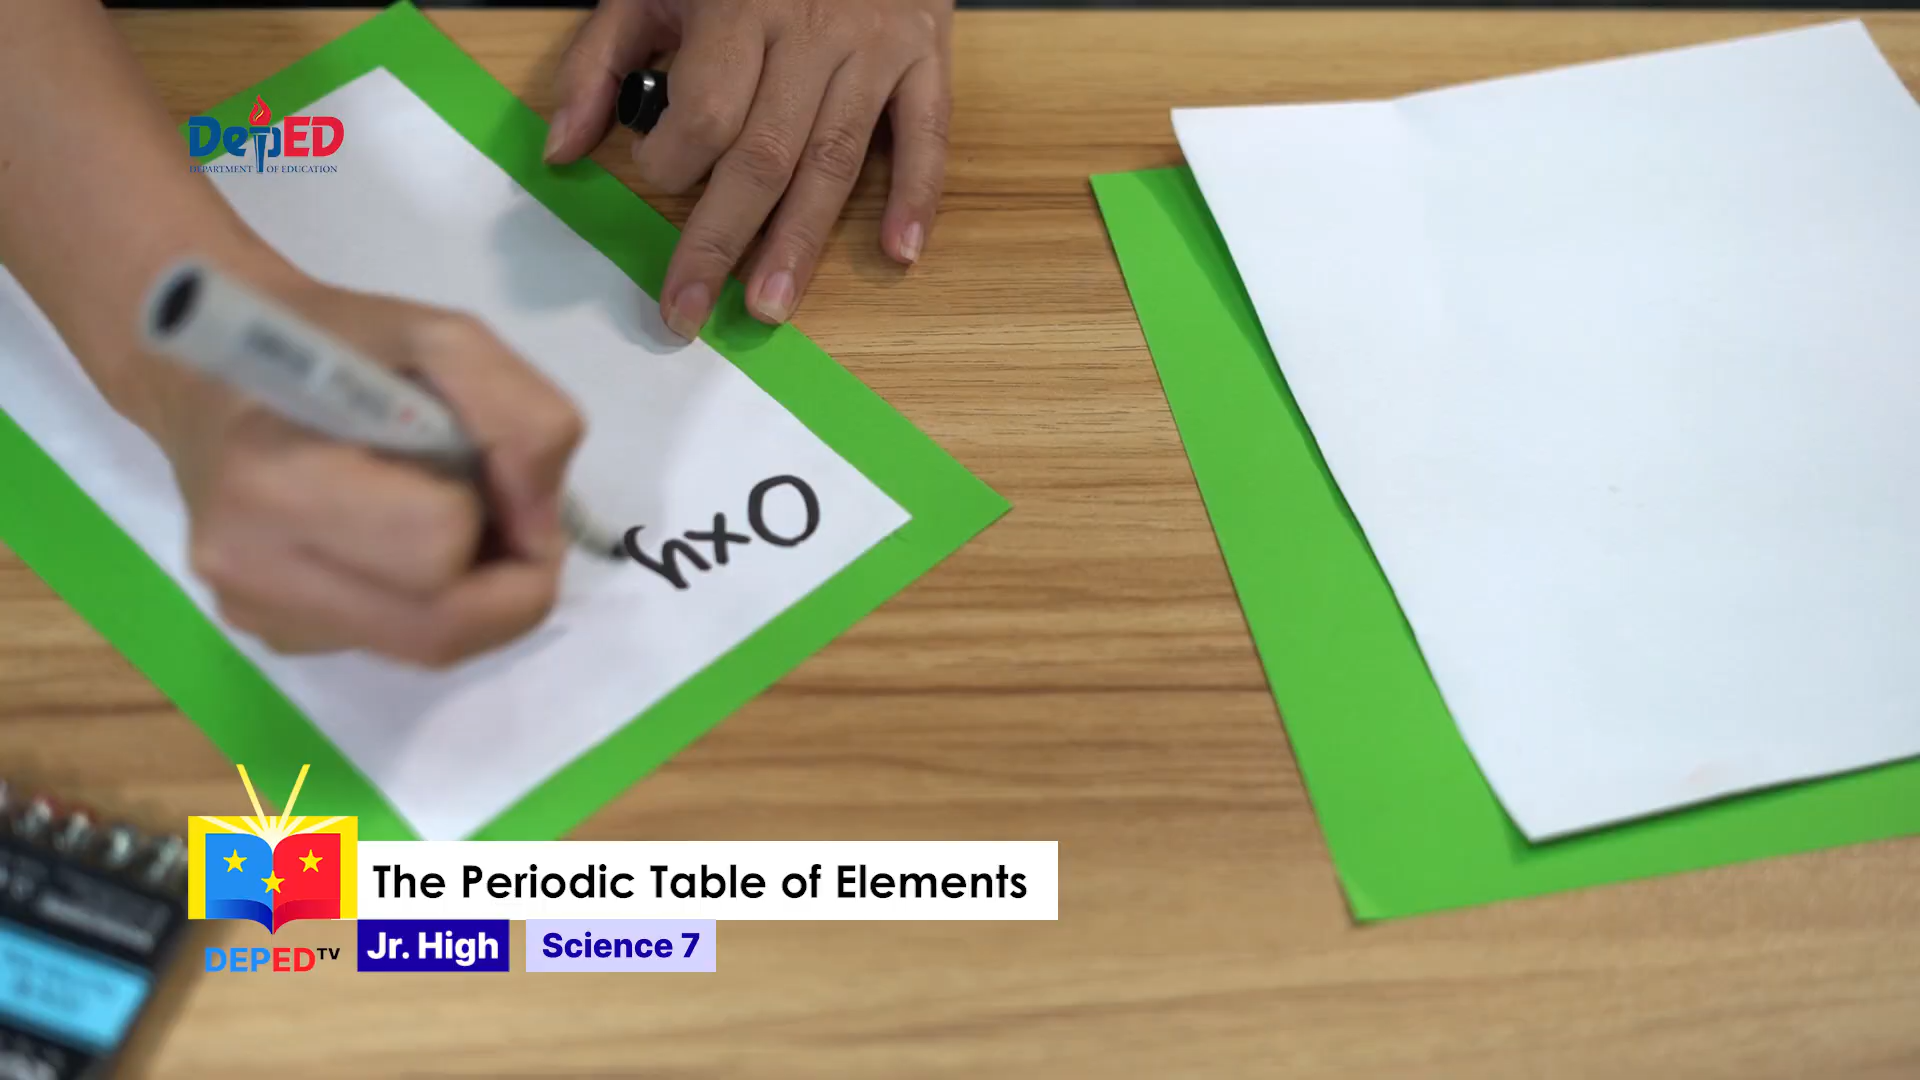 DepED
DEPARTMENT OF EDUCATION
Oxy
The Periodic Table of Elements
DEPED TV
Jr. High
Science 7